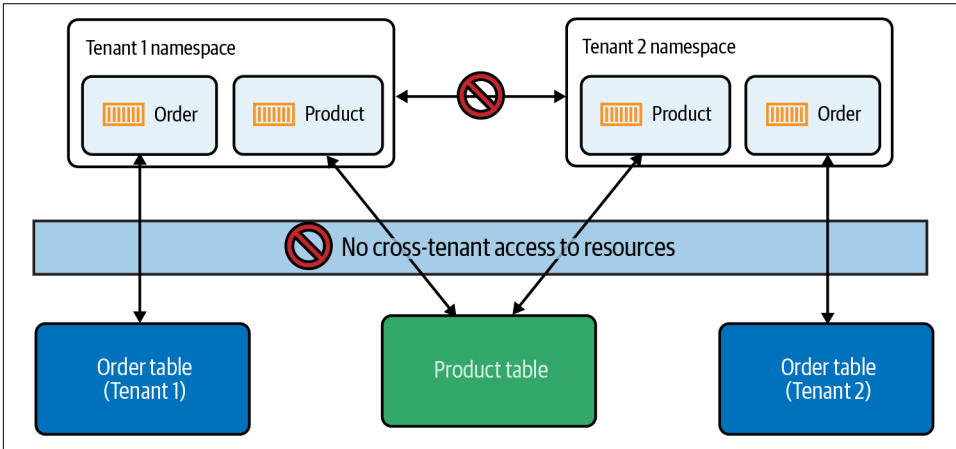 Tenant 1 namespace
Order
Product
Tenant 2 namespace
Product
Order
No cross-tenant access to resources
Order table
(Tenant 1)
Product table
Order table
(Tenant 2)